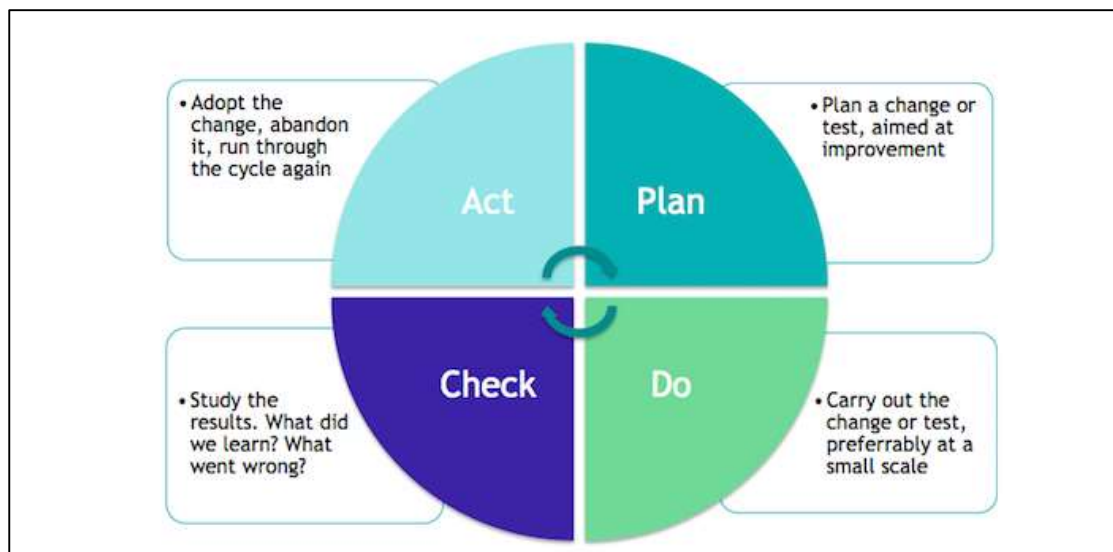 • Adopt the
change, abandon
it, run through
the cycle again
Act
Plan
• Plan a change or
test, aimed at
improvement
• Study the
results. What did
we learn? What
went wrong?
Check
Do
• Carry out the
change or test,
preferrably at a
small scale